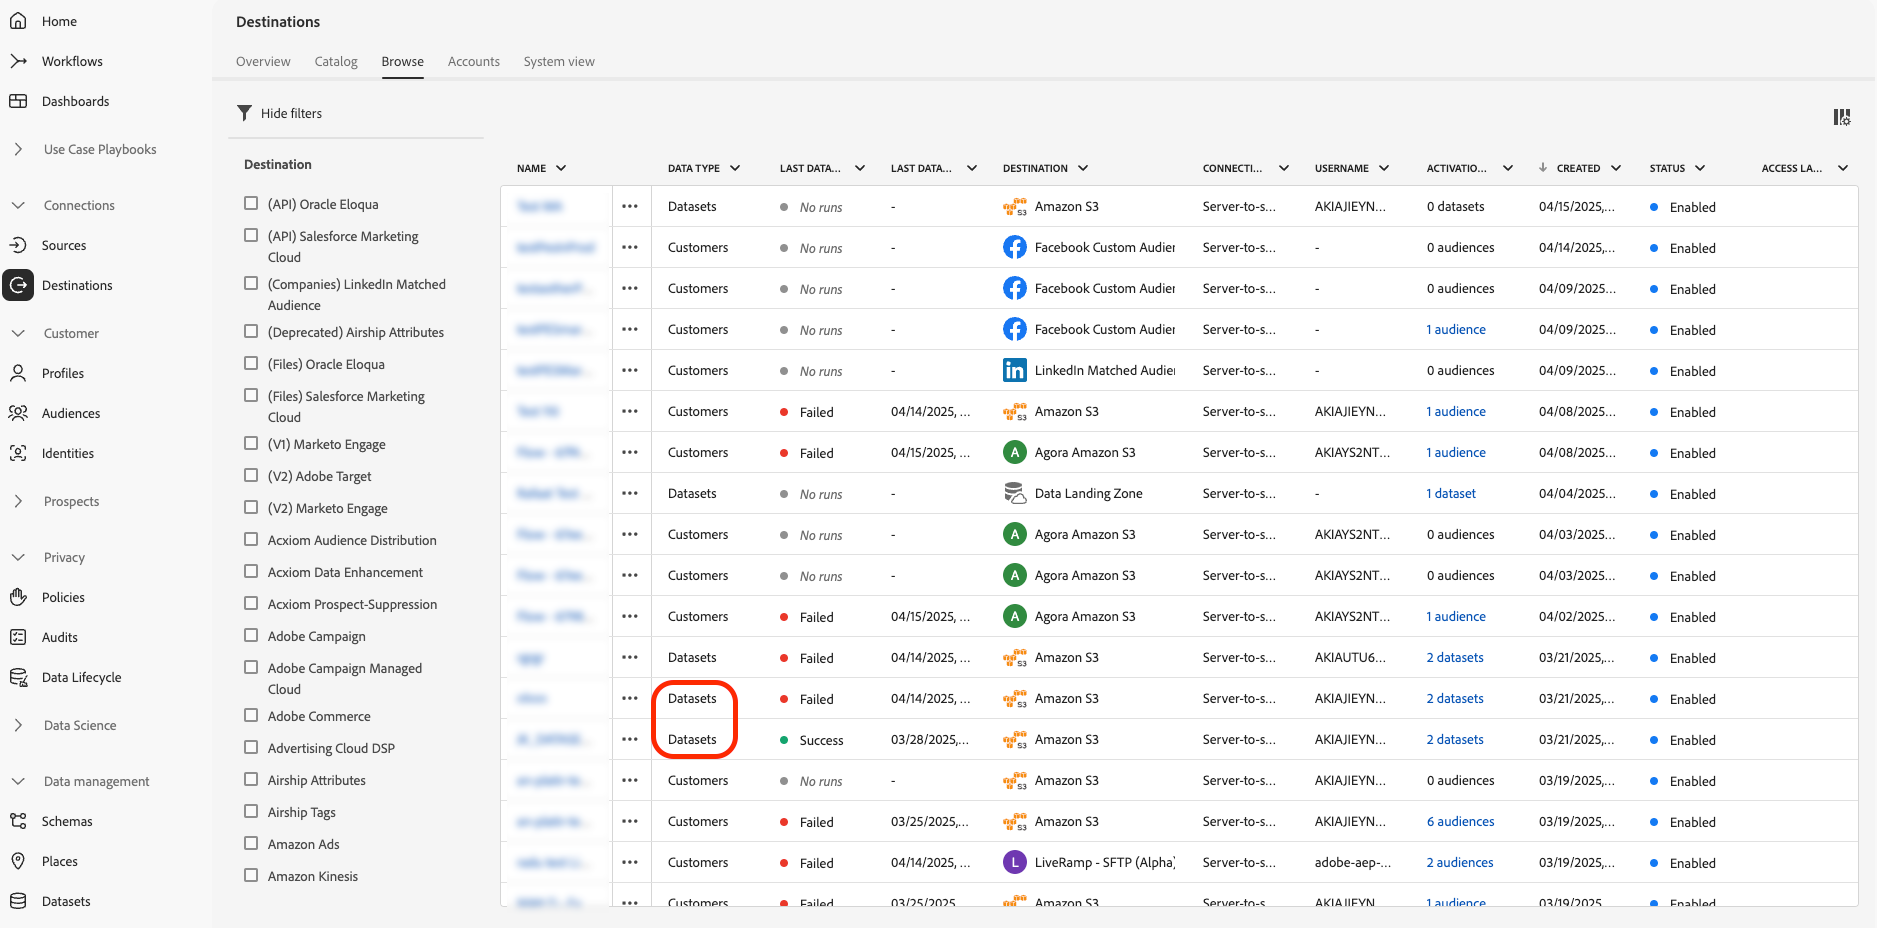 Home
Workflows
Dashboards
Use Case Playbooks
Connections
Sources
Destinations
Customer
Profiles
Audiences
Identities
Prospects
Privacy
Policies
Audits
Data Lifecycle
Data Science
Data management
Schemas
Places
Datasets
Destinations
Overview Catalog Browse Accounts System view
Hide filters
Destination
(API) Oracle Eloqua
(API) Salesforce Marketing
Cloud
(Companies) LinkedIn Matched
Audience
(Deprecated) Airship Attributes
(Files) Oracle Eloqua
(Files) Salesforce Marketing
Cloud
(V1) Marketo Engage
(V2) Adobe Target
(V2) Marketo Engage
Acxiom Audience Distribution
Acxiom Data Enhancement
Acxiom Prospect-Suppression
Adobe Campaign
Adobe Campaign Managed
Cloud
Adobe Commerce
Advertising Cloud DSP
Airship Attributes
Airship Tags
Amazon Ads
Amazon Kinesis
NAME DATA TYPE LAST DATA... LAST DATA... DESTINATION CONNECTI... USERNAME ACTIVATIO... CREATED STATUS ACCESS LA...
Datasets No runs - Amazon S3 Server-to-s... AKIAJIEYN... 0 datasets 04/15/2025,... Enabled
Customers No runs - Facebook Custom Audier Server-to-s... - 0 audiences 04/14/2025,... Enabled
Customers No runs - Facebook Custom Audier Server-to-s... - 0 audiences 04/09/2025... Enabled
Customers No runs - Facebook Custom Audier Server-to-s... - 1 audience 04/09/2025... Enabled
Customers No runs - LinkedIn Matched Audier Server-to-s... - 0 audiences 04/09/2025... Enabled
Customers Failed 04/14/2025, ... Amazon S3 Server-to-s... AKIAJIEYN... 1 audience 04/08/2025... Enabled
Customers Failed 04/15/2025, ... A Agora Amazon S3 Server-to-s... AKIAYS2NT... 1 audience 04/08/2025... Enabled
Datasets No runs - Data Landing Zone Server-to-s... - 1 dataset 04/04/2025... Enabled
Customers No runs - A Agora Amazon S3 Server-to-s... AKIAYS2NT... 0 audiences 04/03/2025... Enabled
Customers No runs - A Agora Amazon S3 Server-to-s... AKIAYS2NT... 0 audiences 04/03/2025... Enabled
Customers Failed 04/15/2025, ... A Agora Amazon S3 Server-to-s... AKIAYS2NT... 1 audience 04/02/2025... Enabled
Datasets Failed 04/14/2025, ... Amazon S3 Server-to-s... AKIAUTU6... 2 datasets 03/21/2025,... Enabled
Datasets Failed 04/14/2025, ... Amazon S3 Server-to-s... AKIAJIEYN... 2 datasets 03/21/2025,... Enabled
Datasets Success 03/28/2025,... Amazon S3 Server-to-s... AKIAJIEYN... 2 datasets 03/21/2025,... Enabled
Customers No runs - Amazon S3 Server-to-s... AKIAJIEYN... 0 audiences 03/19/2025,... Enabled
Customers Failed 03/25/2025,... Amazon S3 Server-to-s... AKIAJIEYN... 6 audiences 03/19/2025,... Enabled
Customers Failed 04/14/2025, ... L LiveRamp - SFTP (Alpha) Server-to-s... adobe-aep-... 2 audiences 03/19/2025,... Enabled
Customers Failed 03/25/2025 Amazon S3 Server-to-s... AKIAJIEYN 1 audience 03/19/2025 Enabled